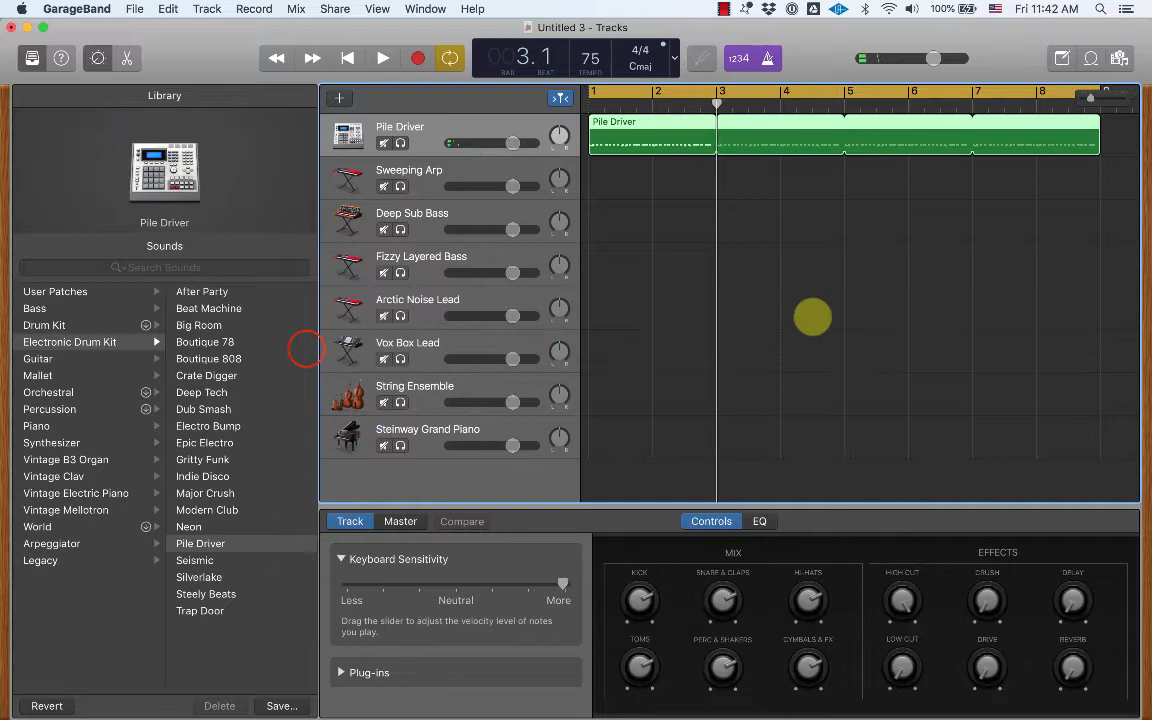 GarageBand File Edit Track Record Mix Share View Window Help 100% Fri 11:42 AM
Untitled 3 - Tracks
003.1 75 4/4 Cmaj 1234
BAR BEAT TEMPO
Library
1 2 3 4 5 6 7 8
Pile Driver
Pile Driver
Sounds
Search Sounds
User Patches
Bass
Drum Kit
Electronic Drum Kit
Guitar
Mallet
Orchestral
Percussion
Piano
Synthesizer
Vintage B3 Organ
Vintage Clav
Vintage Electric Piano
Vintage Mellotron
World
Arpeggiator
Legacy
After Party
Beat Machine
Big Room
Boutique 78
Boutique 808
Crate Digger
Deep Tech
Dub Smash
Electro Bump
Epic Electro
Gritty Funk
Indie Disco
Major Crush
Modern Club
Neon
Pile Driver
Seismic
Silverlake
Steely Beats
Trap Door
Revert Delete Save...
Pile Driver
L R
Sweeping Arp
L R
Deep Sub Bass
L R
Fizzy Layered Bass
L R
Arctic Noise Lead
L R
Vox Box Lead
L R
String Ensemble
L R
Steinway Grand Piano
L R
Track Master Compare Controls EQ
Keyboard Sensitivity
Less Neutral More
Drag the slider to adjust the velocity level of notes
you play.
Plug-ins
MIX
KICK SNARE & CLAPS HI-HATS
TOMS PERC & SHAKERS CYMBALS & FX
EFFECTS
HIGH CUT CRUSH DELAY
LOW CUT DRIVE REVERB